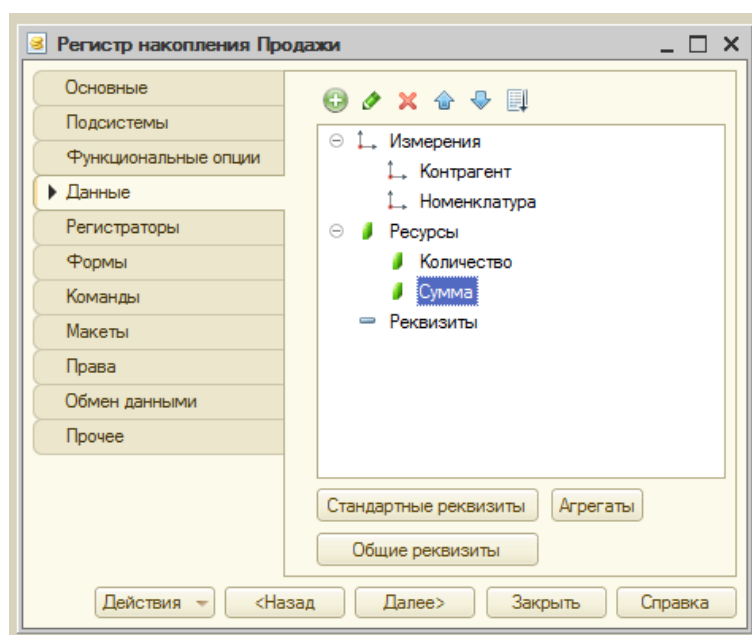 Регистр накопления Продажи
Основные
Подсистемы
Функциональные опции
Данные
Регистраторы
Формы
Команды
Макеты
Права
Обмен данными
Прочее
Измерения
Контрагент
Номенклатура
Ресурсы
Количество
Сумма
Реквизиты
Стандартные реквизиты Агрегаты
Общие реквизиты
Действия <Назад Далее> Закрыть Справка